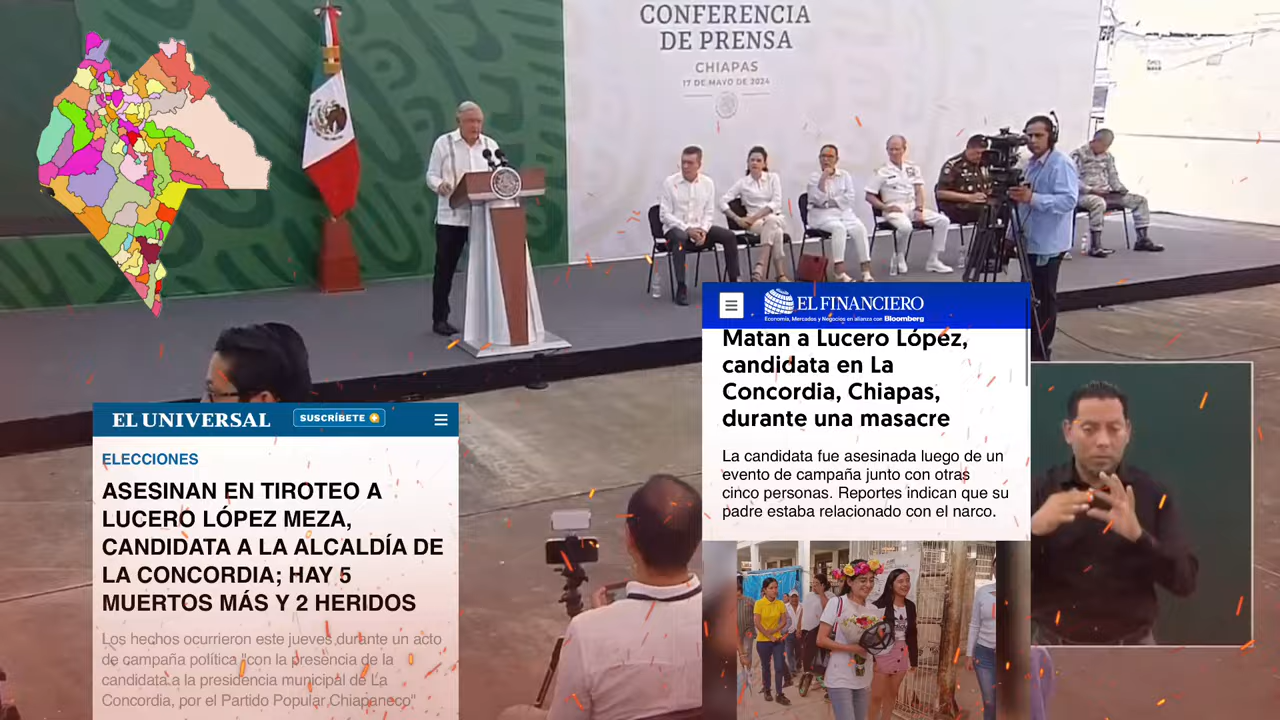 CONFERENCIA
DE PRENSA
CHIAPAS
17 DE MAYO DE 2024
EL UNIVERSAL
SUSCRÍBETE
ELECCIONES
ASESINAN EN TIROTEO A
LUCERO LÓPEZ MEZA,
CANDIDATA A LA ALCALDÍA DE
LA CONCORDIA; HAY 5
MUERTOS MÁS Y 2 HERIDOS
Los hechos ocurrieron este jueves durante un acto
de campaña política "con la presencia de la
candidata a la presidencia municipal de La
Concordia, por el Partido Popular Chiapaneco"
EL FINANCIERO
Economía, Mercados y Negocios en alianza con Bloomberg
Matan a Lucero López,
candidata en La
Concordia, Chiapas,
durante una masacre
La candidata fue asesinada luego de un
evento de campaña junto con otras
cinco personas. Reportes indican que su
padre estaba relacionado con el narco.